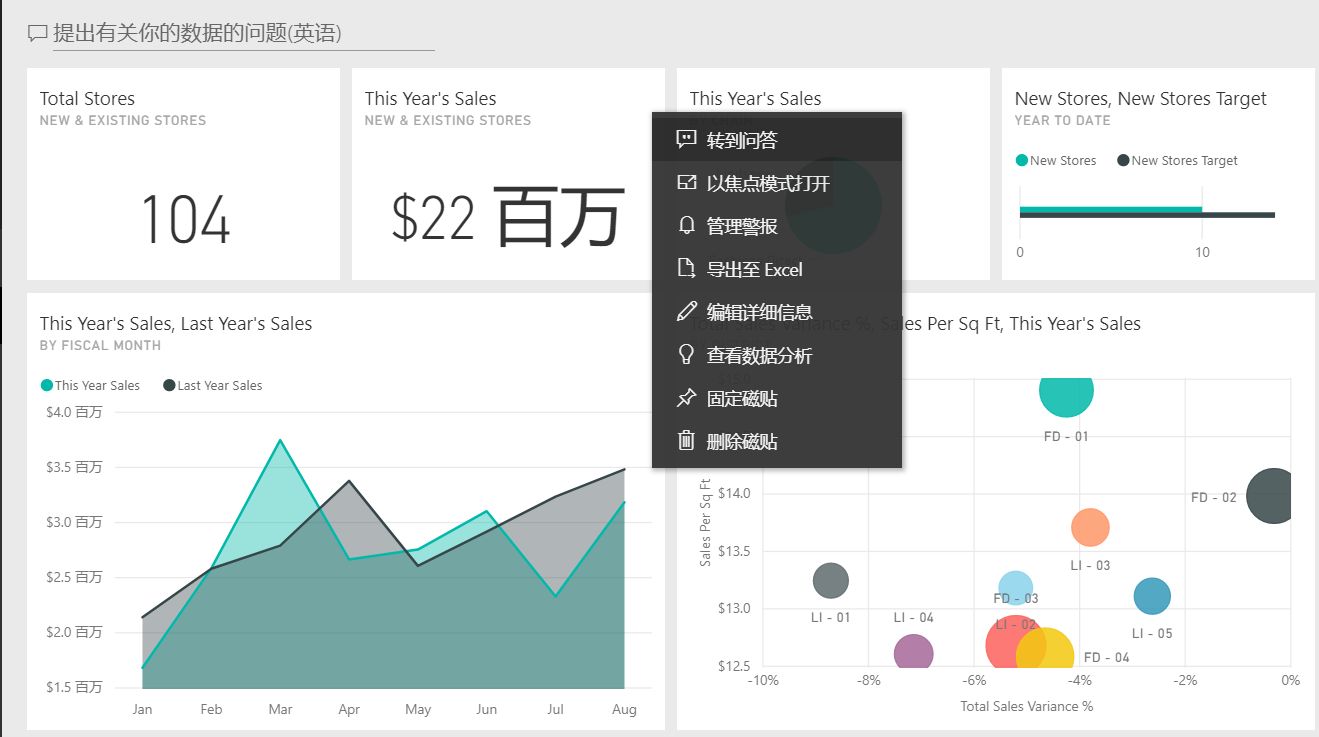 提出有关你的数据的问题(英语)
Total Stores
NEW & EXISTING STORES
104
This Year's Sales
NEW & EXISTING STORES
$22 百万
This Year's Sales
转到问答
以焦点模式打开
管理警报
导出至 Excel
编辑详细信息
查看数据分析
固定磁贴
删除磁贴
New Stores, New Stores Target
YEAR TO DATE
New Stores
New Stores Target
0
10
This Year's Sales, Last Year's Sales
BY FISCAL MONTH
This Year Sales
Last Year Sales
$4.0 百万
$3.5 百万
$3.0 百万
$2.5 百万
$2.0 百万
$1.5 百万
Jan
Feb
Mar
Apr
May
Jun
Jul
Aug
Total Sales Variance %, Sales Per Sq Ft, This Year's Sales
Sales Per Sq Ft
$14.0
$13.5
$13.0
$12.5
FD - 01
FD - 02
LI - 03
FD - 03
LI - 01
LI - 04
LI - 02
LI - 05
FD - 04
-10%
-8%
-6%
-4%
-2%
0%
Total Sales Variance %